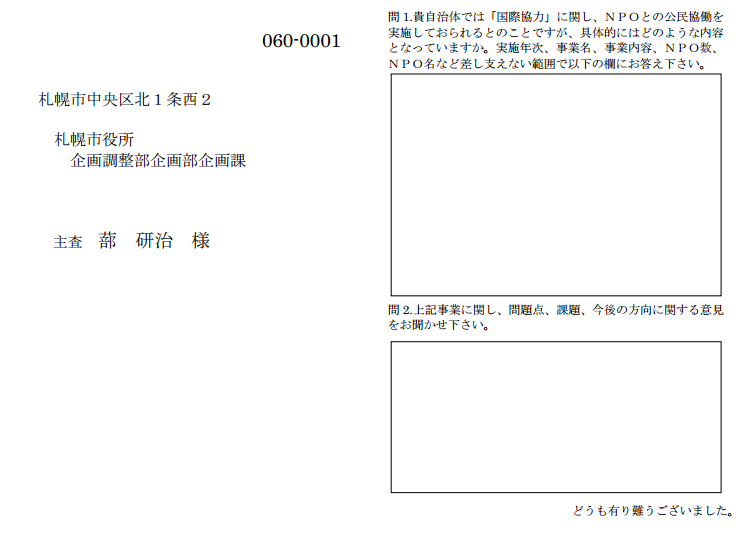 060-0001
札幌市中央区北１条西２
札幌市役所
企画調整部企画部企画課
主査　蔀　研治　様
問１.貴自治体では「国際協力」に関し、ＮＰＯとの公民協働を
実施しておられるとのことですが、具体的にはどのような内容
となっていますか。実施年次、事業名、事業内容、ＮＰＯ数、
ＮＰＯ名など差し支えない範囲で以下の欄にお答え下さい。
問２.上記事業に関し、問題点、課題、今後の方向に関する意見
をお聞かせ下さい。
どうも有り難うございました。